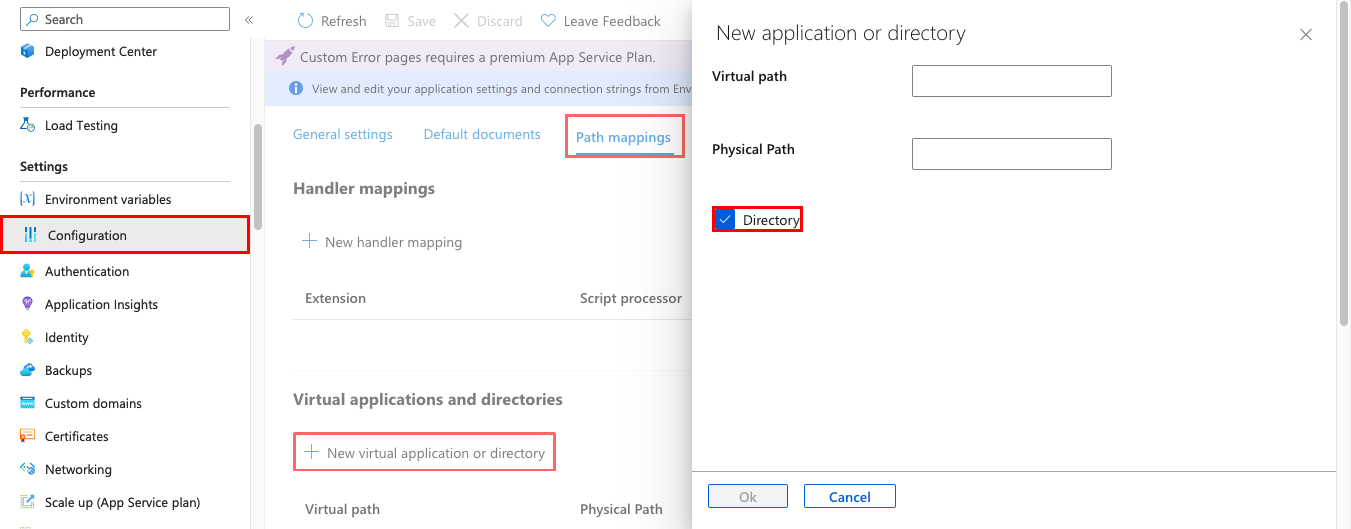 Search
«
Deployment Center
Performance
Load Testing
Settings
Environment variables
Configuration
Authentication
Application Insights
Identity
Backups
Custom domains
Certificates
Networking
Scale up (App Service plan)
Refresh Save Discard Leave Feedback
Custom Error pages requires a premium App Service Plan.
View and edit your application settings and connection strings from Env
General settings Default documents Path mappings
Handler mappings
New handler mapping
Extension Script processor
Virtual applications and directories
New virtual application or directory
Virtual path Physical Path
New application or directory
Virtual path
Physical Path
Directory
Ok Cancel